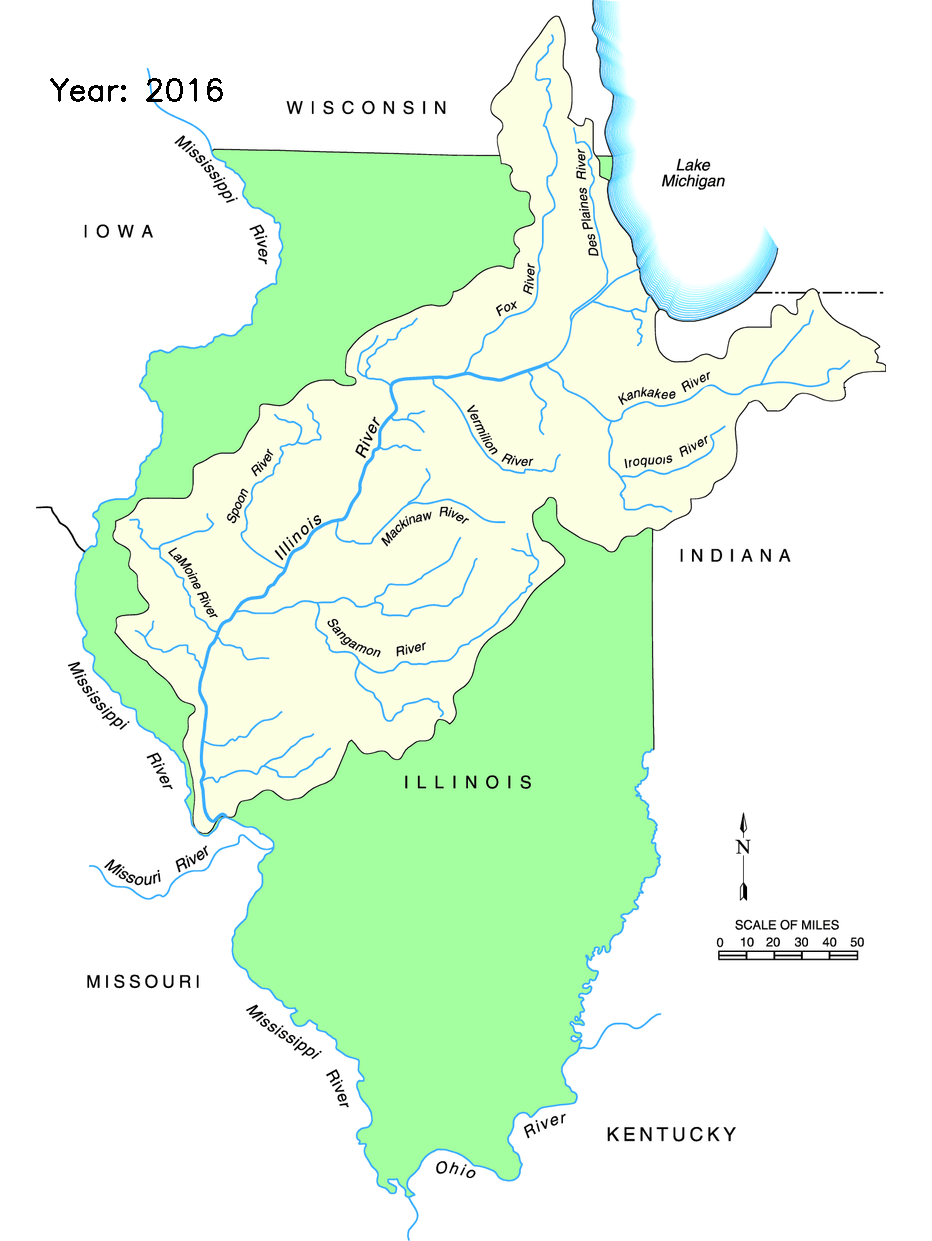 Year: 2016
WISCONSIN
Mississippi
River
IOWA
Lake
Michigan
Des Plaines River
Fox
River
Kankakee River
Vermilion River
Iroquois River
Spoon River
Illinois River
Mackinaw River
LaMoine River
Sangamon River
INDIANA
Mississippi
River
ILLINOIS
Missouri River
N
SCALE OF MILES
0 10 20 30 40 50
MISSOURI
Mississippi
River
Ohio
River
KENTUCKY